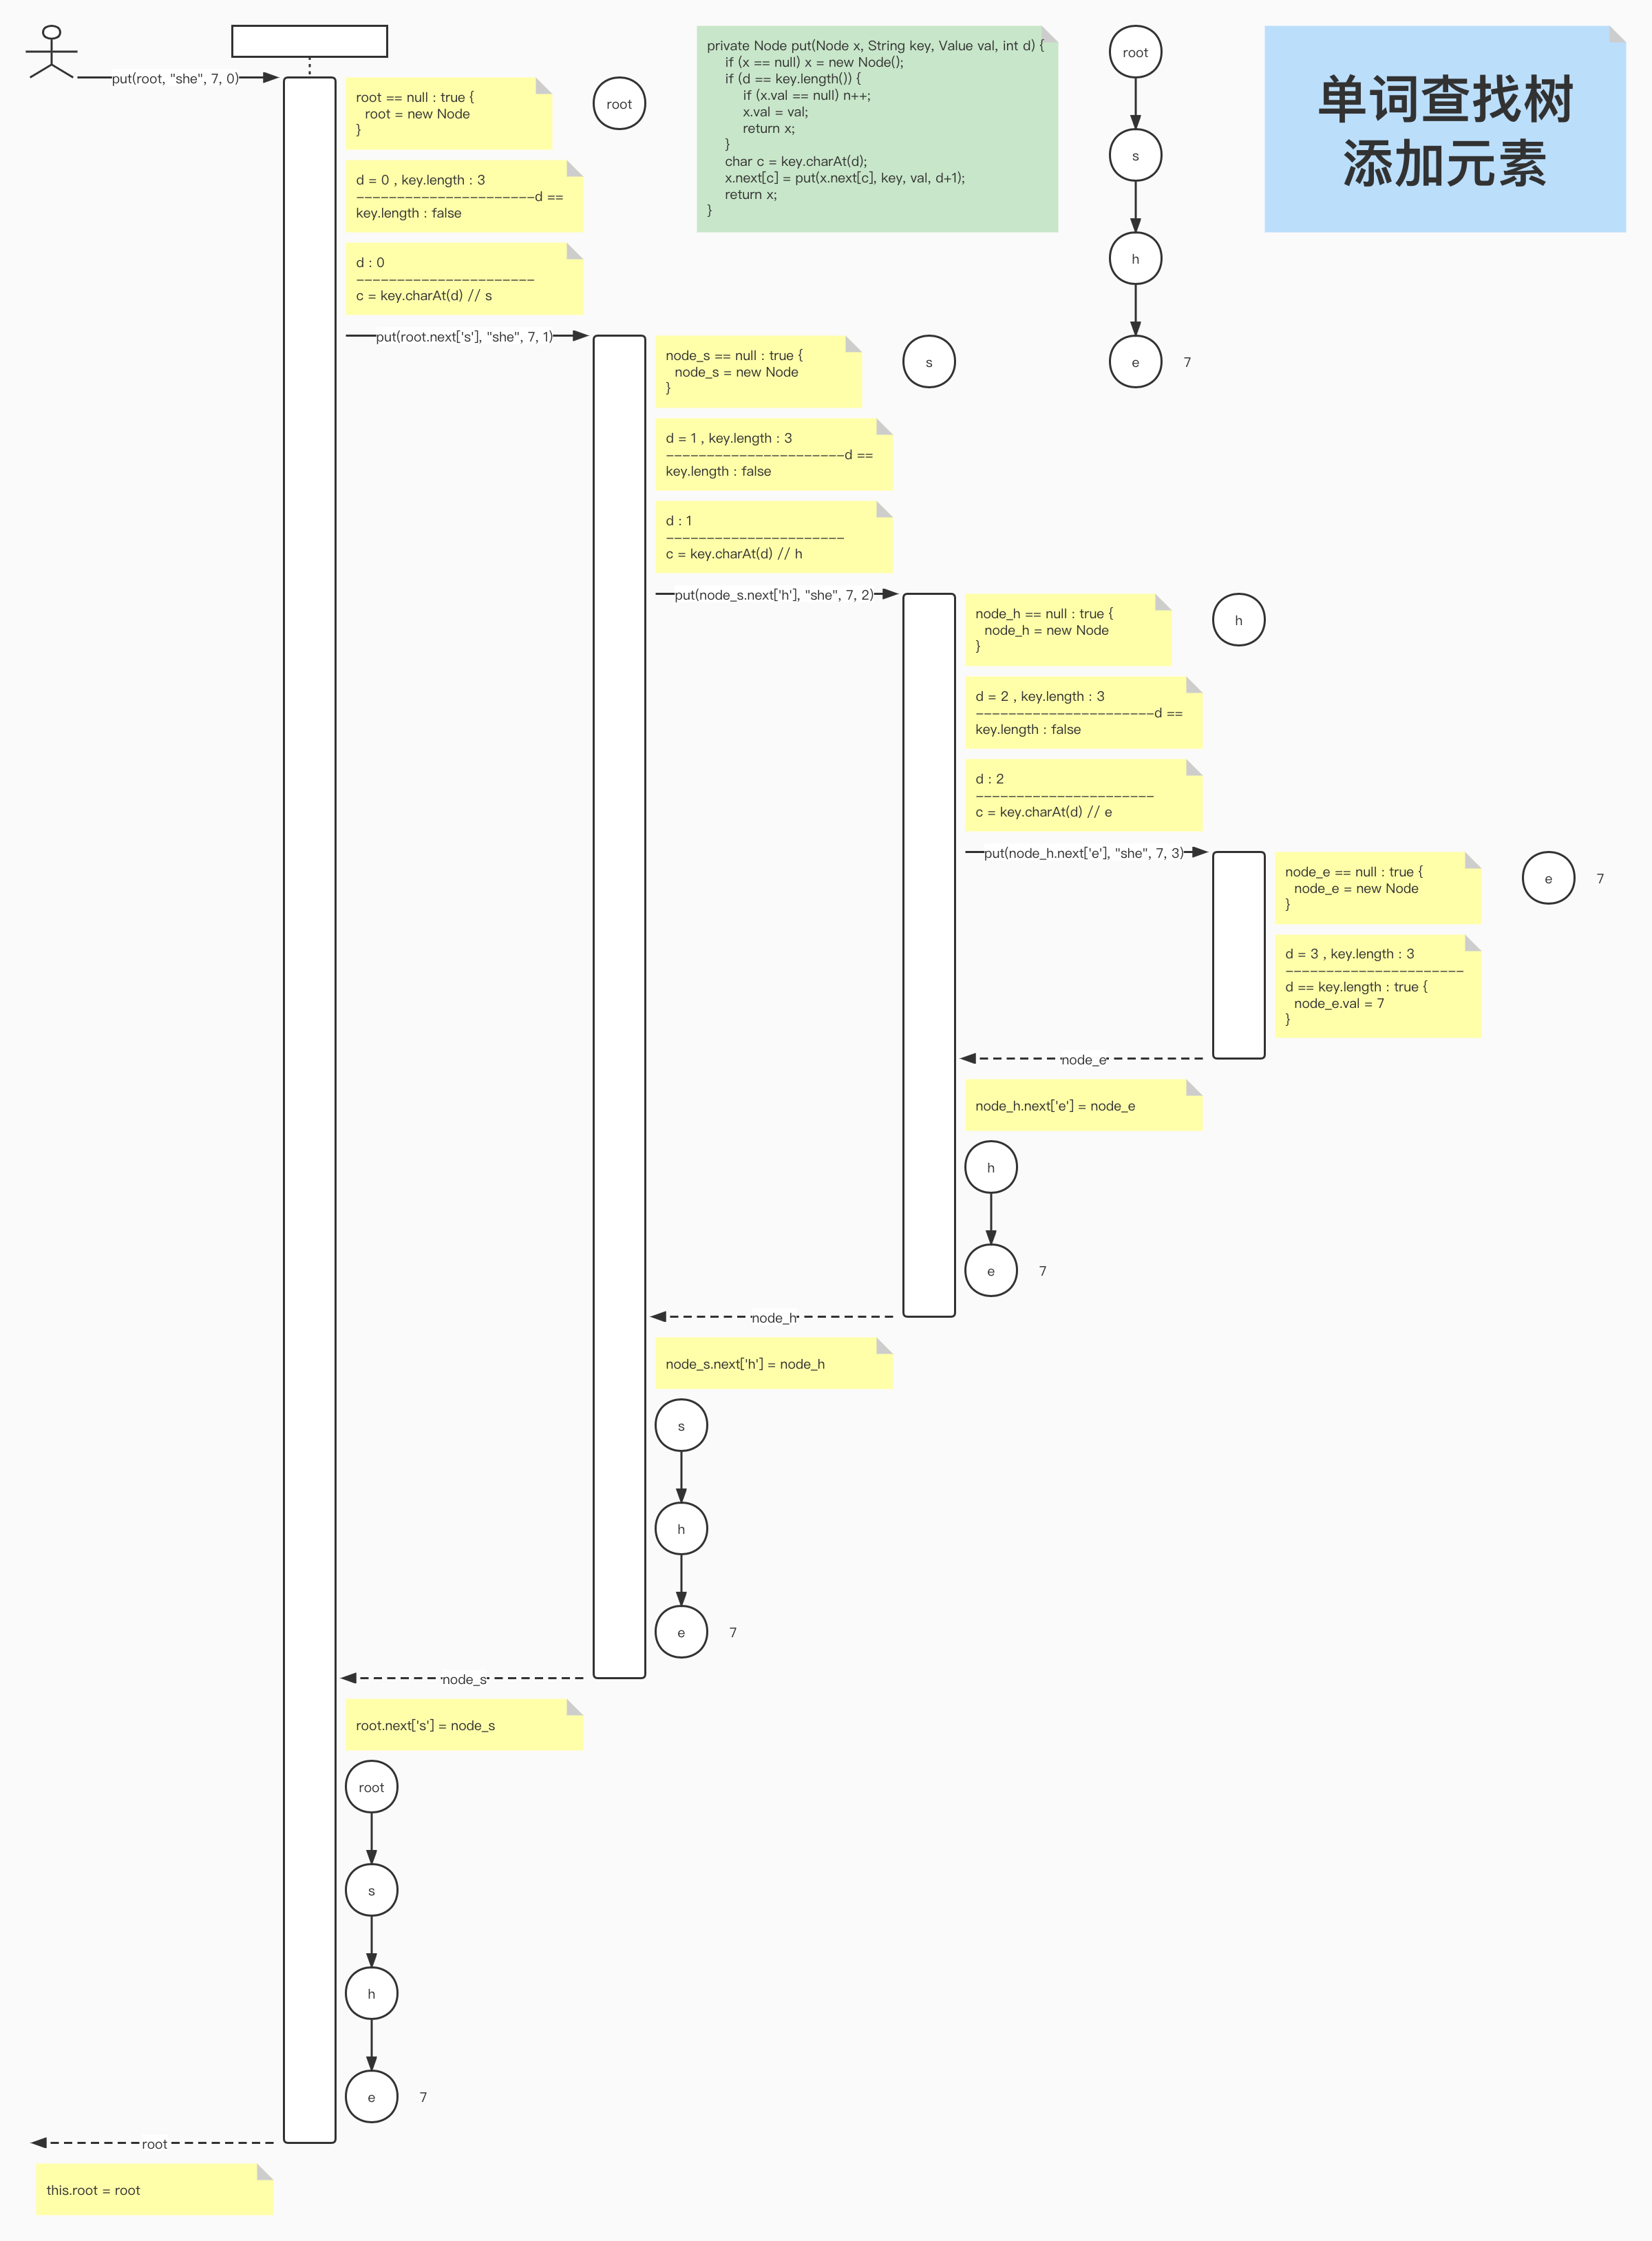 put(root, "she", 7, 0)
root == null : true {
root = new Node
}
root
d = 0 , key.length : 3
----------------------d ==
key.length : false
d : 0
----------------------
c = key.charAt(d) // s
private Node put(Node x, String key, Value val, int d) {
if (x == null) x = new Node();
if (d == key.length()) {
if (x.val == null) n++;
x.val = val;
return x;
}
char c = key.charAt(d);
x.next[c] = put(x.next[c], key, val, d+1);
return x;
}
root
s
h
e 7
单词查找树
添加元素
put(root.next['s'], "she", 7, 1)
node_s == null : true {
node_s = new Node
}
s
d = 1 , key.length : 3
----------------------d ==
key.length : false
d : 1
----------------------
c = key.charAt(d) // h
put(node_s.next['h'], "she", 7, 2)
node_h == null : true {
node_h = new Node
}
h
d = 2 , key.length : 3
----------------------d ==
key.length : false
d : 2
----------------------
c = key.charAt(d) // e
put(node_h.next['e'], "she", 7, 3)
node_e == null : true {
node_e = new Node
}
e 7
d = 3 , key.length : 3
----------------------
d == key.length : true {
node_e.val = 7
}
node_e
node_h.next['e'] = node_e
h
e 7
node_h
node_s.next['h'] = node_h
s
h
e 7
node_s
root.next['s'] = node_s
root
s
h
e 7
root
this.root = root